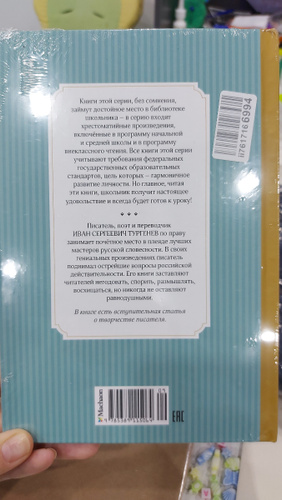 Книги этой серии, без сомнения,
займут достойное место в библиотеке
школьника – в серию входят
хрестоматийные произведения,
включённые в программу начальной
и средней школы и в программу
внеклассного чтения. Все книги этой серии
учитывают требования федеральных
государственных образовательных
стандартов, цель которых – гармоничное
развитие личности. Но главное, читая
эти книги, школьник получит настоящее
удовольствие и всегда будет готов к уроку!
Писатель, поэт и переводчик
ИВАН СЕРГЕЕВИЧ ТУРГЕНЕВ по праву
занимает почётное место в плеяде лучших
мастеров русской словесности. В своих
гениальных произведениях писатель
поднимал острейшие вопросы российской
действительности. Его книги заставляют
читателей негодовать, спорить, размышлять,
восхищаться, но никогда не оставляют
равнодушными.
В книге есть вступительная статья
о творчестве писателя.
Machaon
EAC